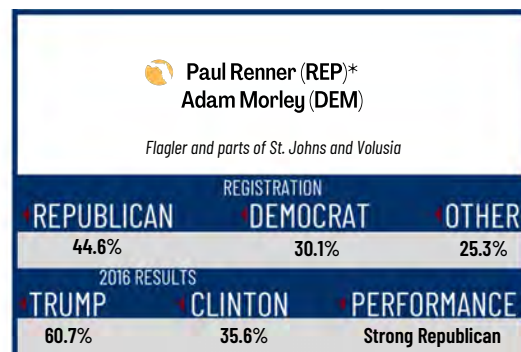 Paul Renner (REP)*
Adam Morley (DEM)
Flagler and parts of St. Johns and Volusia
REGISTRATION
REPUBLICAN DEMOCRAT OTHER
44.6% 30.1% 25.3%
2016 RESULTS
TRUMP CLINTON PERFORMANCE
60.7% 35.6% Strong Republican